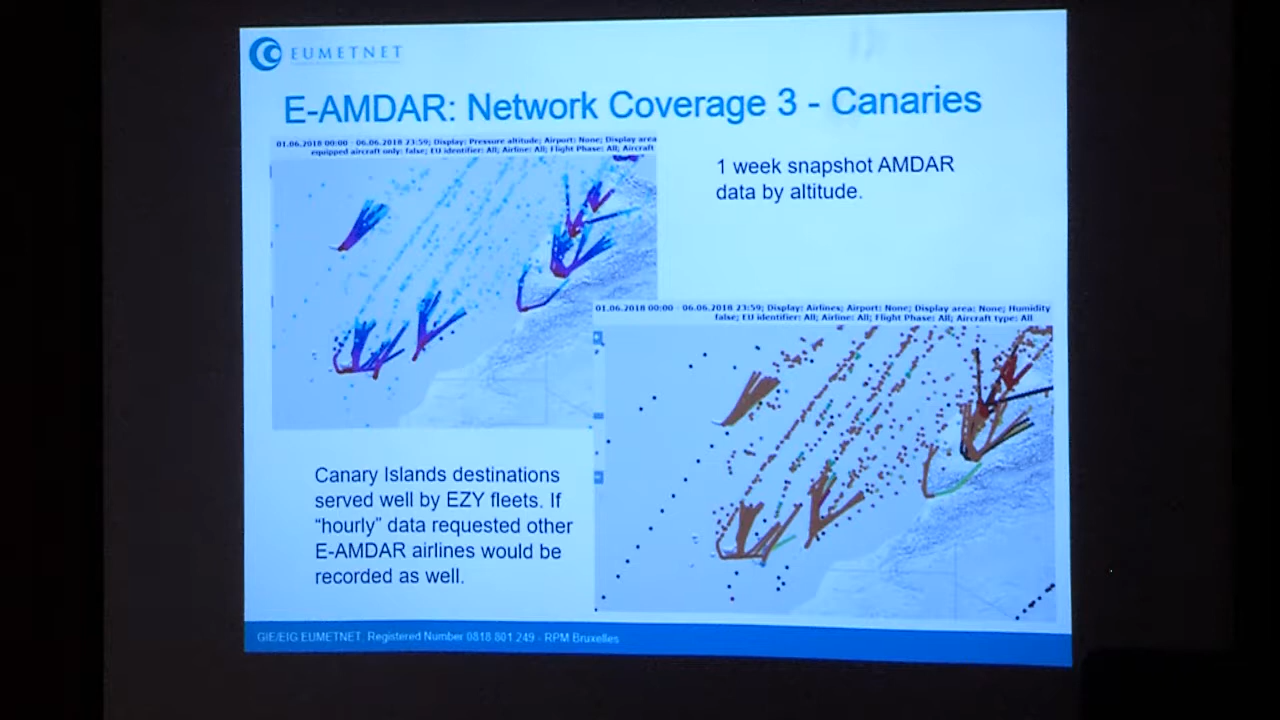 EUMETNET
E-AMDAR: Network Coverage 3 - Canaries
01.06.2018 00:00 - 06.06.2018 23:59; Display: Pressure altitude; Airport: None; Display area
equipped aircraft only: false; EU identifier: All; Airline: All; Flight Phase: All; Aircraft
1 week snapshot AMDAR
data by altitude.
01.06.2018 00:00 - 06.06.2018 23:59; Display: Airlines; Airport: None; Display area: None; Humidity
false; EU identifier: All; Airline: All; Flight Phase: All; Aircraft type: All
Canary Islands destinations
served well by EZY fleets. If
“hourly” data requested other
E-AMDAR airlines would be
recorded as well.
GIE/EIG EUMETNET, Registered Number 0818 801 249 - RPM Bruxelles